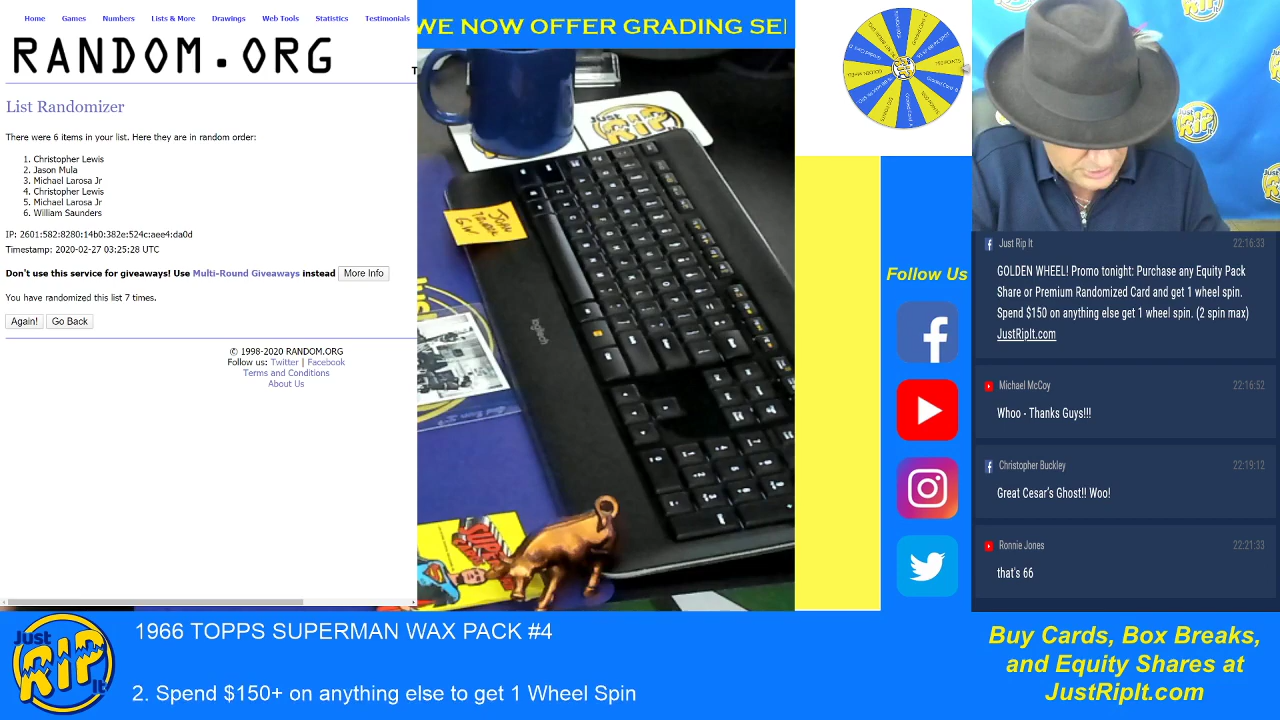 Home Games Numbers Lists & More Drawings Web Tools Statistics Testimonials
RANDOM.ORG
T
List Randomizer
There were 6 items in your list. Here they are in random order:
1. Christopher Lewis
2. Jason Mula
3. Michael Larosa Jr
4. Christopher Lewis
5. Michael Larosa Jr
6. William Saunders
IP: 2601:582:8280:14b0:382e:524c:aee4:da0d
Timestamp: 2020-02-27 03:25:28 UTC
Don't use this service for giveaways! Use Multi-Round Giveaways instead More Info
You have randomized this list 7 times.
Again! Go Back
© 1998-2020 RANDOM.ORG
Follow us: Twitter | Facebook
Terms and Conditions
About Us
WE NOW OFFER GRADING SE
Just
RIP
logitech
Follow Us
Just Rip It 22:16:33
GOLDEN WHEEL! Promo tonight: Purchase any Equity Pack
Share or Premium Randomized Card and get 1 wheel spin.
Spend $150 on anything else get 1 wheel spin. (2 spin max)
JustRipIt.com
Michael McCoy 22:16:52
Whoo - Thanks Guys!!!
Christopher Buckley 22:19:12
Great Cesar's Ghost!! Woo!
Ronnie Jones 22:21:33
that's 66
Just
RIP
It
1966 TOPPS SUPERMAN WAX PACK #4
2. Spend $150+ on anything else to get 1 Wheel Spin
Buy Cards, Box Breaks,
and Equity Shares at
JustRipIt.com